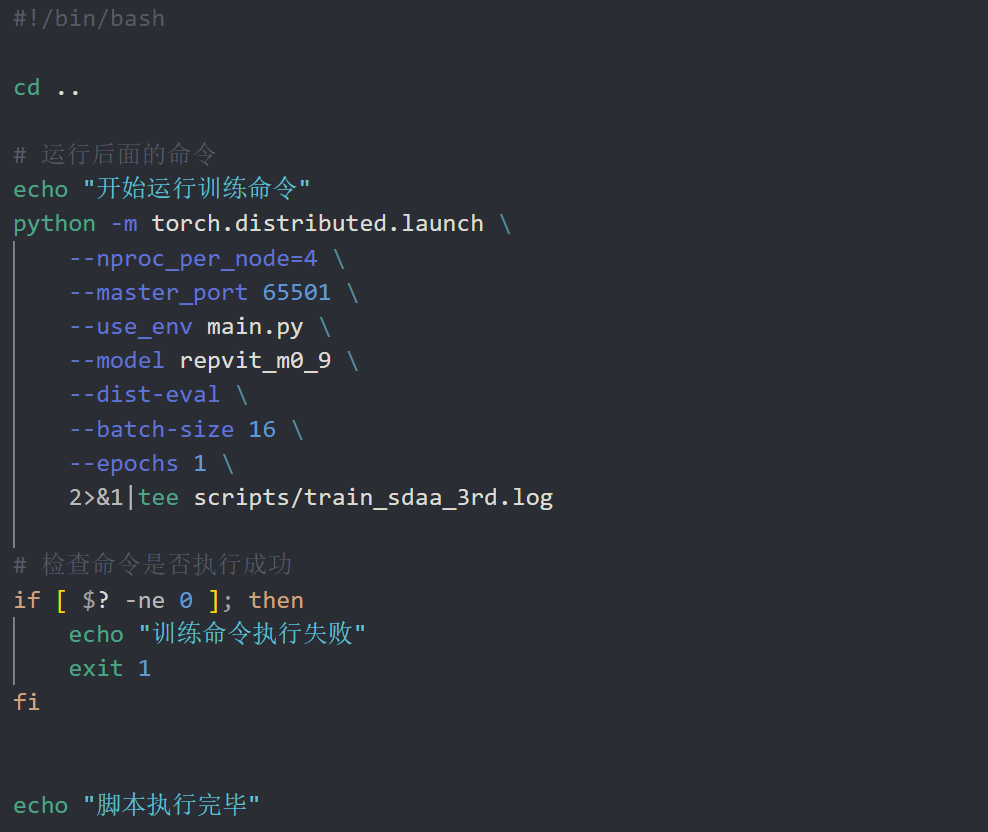 #!/bin/bash
cd ..
# 运行后面的命令
echo "开始运行训练命令"
python -m torch.distributed.launch \
--nproc_per_node=4 \
--master_port 65501 \
--use_env main.py \
--model repvit_m0_9 \
--dist-eval \
--batch-size 16 \
--epochs 1 \
2>&1|tee scripts/train_sdaa_3rd.log
# 检查命令是否执行成功
if [ $? -ne 0 ]; then
echo "训练命令执行失败"
exit 1
fi
echo "脚本执行完毕"